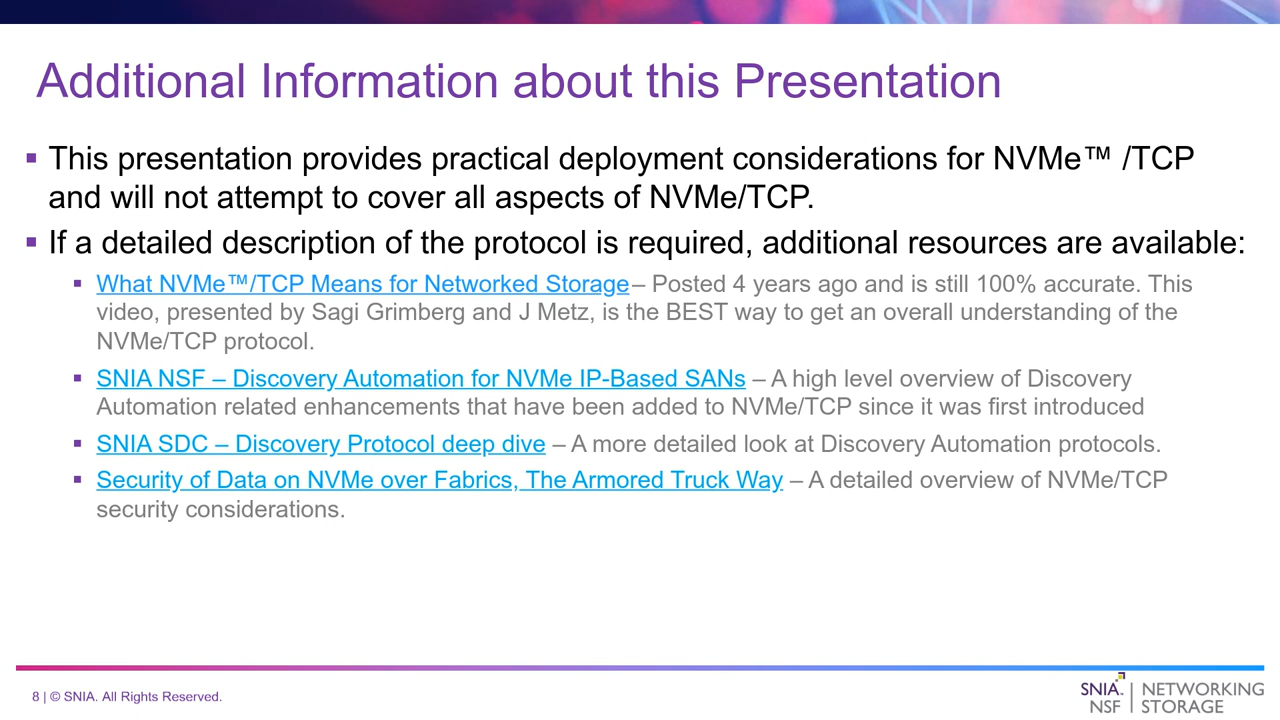 Additional Information about this Presentation
▪ This presentation provides practical deployment considerations for NVMe™ /TCP
and will not attempt to cover all aspects of NVMe/TCP.
▪ If a detailed description of the protocol is required, additional resources are available:
▪ What NVMe™/TCP Means for Networked Storage – Posted 4 years ago and is still 100% accurate. This
video, presented by Sagi Grimberg and J Metz, is the BEST way to get an overall understanding of the
NVMe/TCP protocol.
▪ SNIA NSF – Discovery Automation for NVMe IP-Based SANs – A high level overview of Discovery
Automation related enhancements that have been added to NVMe/TCP since it was first introduced
▪ SNIA SDC – Discovery Protocol deep dive – A more detailed look at Discovery Automation protocols.
▪ Security of Data on NVMe over Fabrics, The Armored Truck Way – A detailed overview of NVMe/TCP
security considerations.
8 | © SNIA. All Rights Reserved.
SNIA. | NETWORKING
NSF | STORAGE